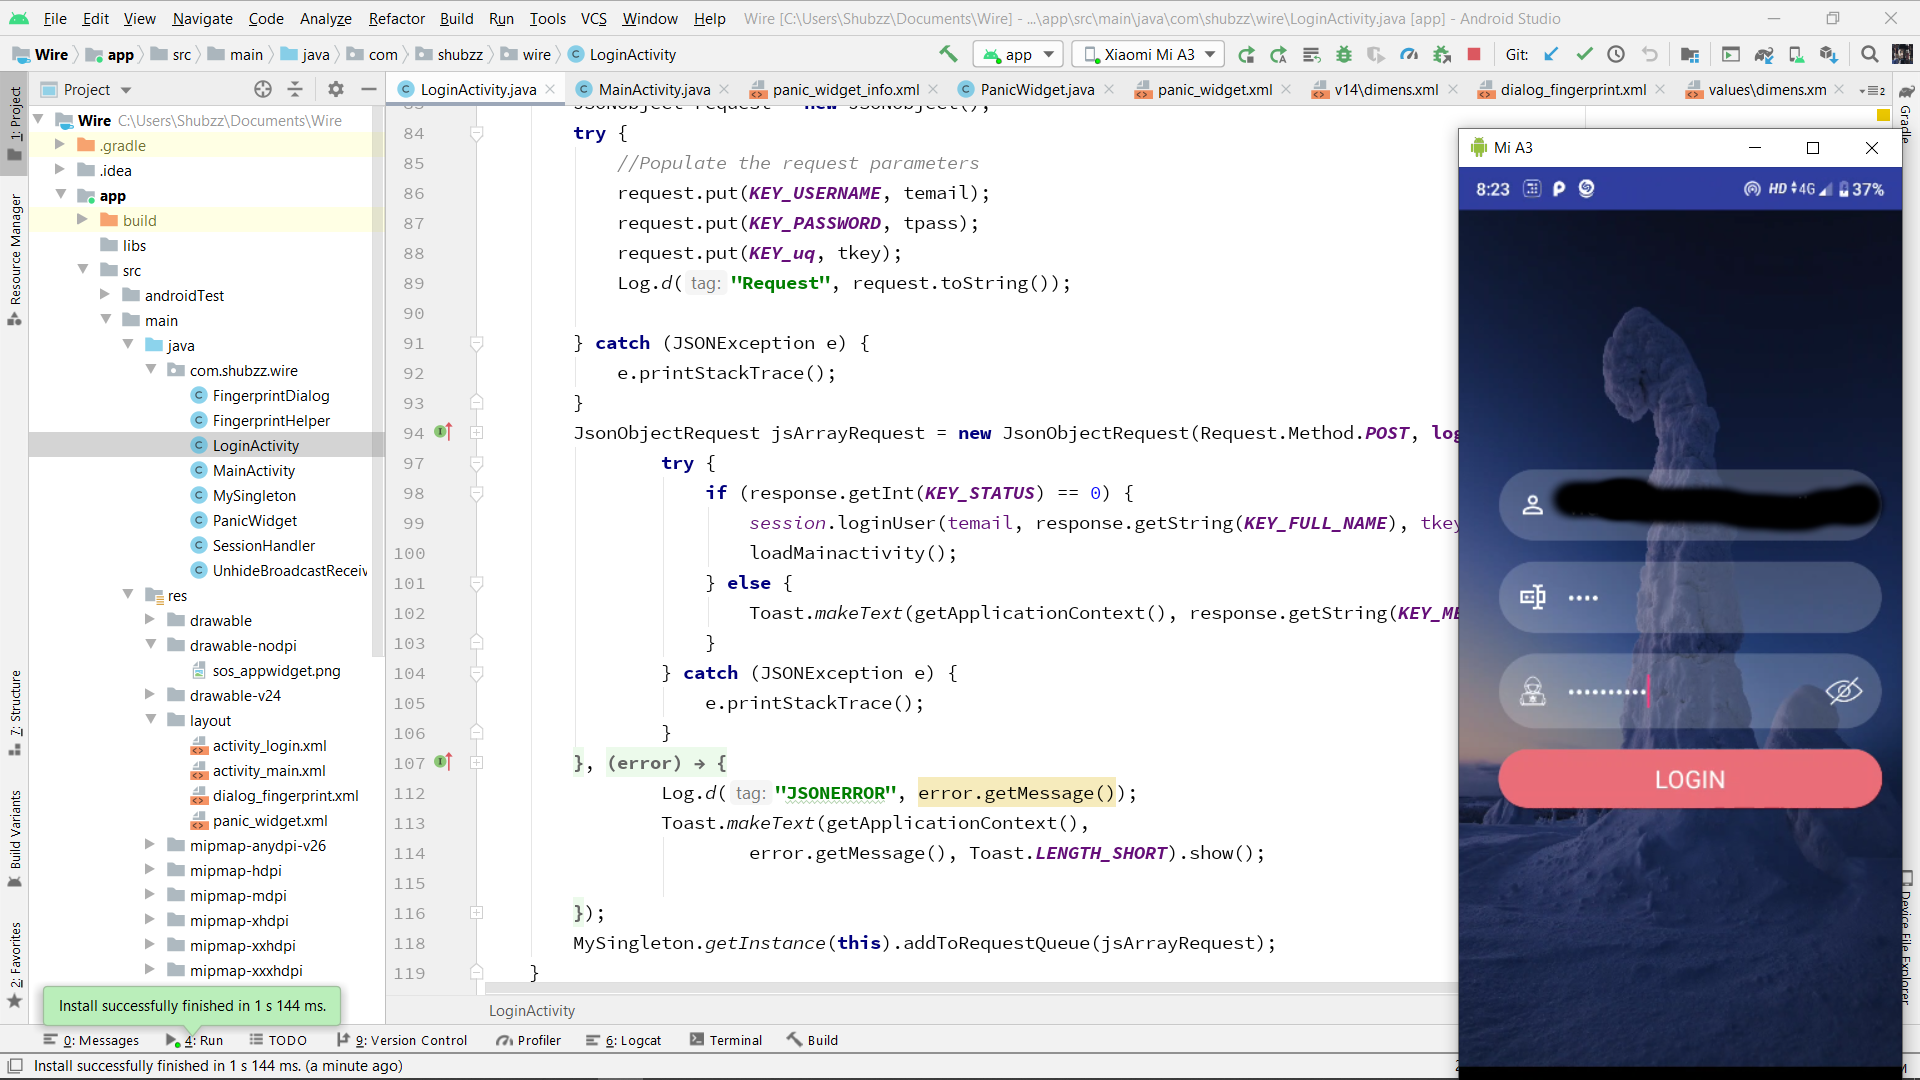 File Edit View Navigate Code Analyze Refactor Build Run Tools VCS Window Help Wire [C:\Users\Shubzz\Documents\Wire] - ...\app\src\main\java\com\shubzz\wire\LoginActivity.java [app] - Android Studio
Wire app src main java com shubzz wire LoginActivity app Xiaomi Mi A3 Git:
Project LoginActivity.java MainActivity.java panic_widget_info.xml PanicWidget.java panic_widget.xml v14\dimens.xml dialog_fingerprint.xml values\dimens.xm 2
1: Project
Resource Manager
7: Structure
Build Variants
2: Favorites
Gradle
Device File Explorer
Wire C:\Users\Shubzz\Documents\Wire
.gradle
.idea
app
build
libs
src
androidTest
main
java
com.shubzz.wire
FingerprintDialog
FingerprintHelper
LoginActivity
MainActivity
MySingleton
PanicWidget
SessionHandler
UnhideBroadcastReceiv
res
drawable
drawable-nodpi
sos_appwidget.png
drawable-v24
layout
activity_login.xml
activity_main.xml
dialog_fingerprint.xml
panic_widget.xml
mipmap-anydpi-v26
mipmap-hdpi
mipmap-mdpi
mipmap-xhdpi
mipmap-xxhdpi
mipmap-xxxhdpi
84 try {
85 //Populate the request parameters
86 request.put(KEY_USERNAME, temail);
87 request.put(KEY_PASSWORD, tpass);
88 request.put(KEY_uq, tkey);
89 Log.d( tag: "Request", request.toString());
90
91 } catch (JSONException e) {
92 e.printStackTrace();
93 }
94 JsonObjectRequest jsArrayRequest = new JsonObjectRequest(Request.Method.POST, log
97 try {
98 if (response.getInt(KEY_STATUS) == 0) {
99 session.loginUser(temail, response.getString(KEY_FULL_NAME), tkey
100 loadMainactivity();
101 } else {
102 Toast.makeText(getApplicationContext(), response.getString(KEY_ME
103 }
104 } catch (JSONException e) {
105 e.printStackTrace();
106 }
107 }, (error) → {
112 Log.d( tag: "JSONERROR", error.getMessage());
113 Toast.makeText(getApplicationContext(),
114 error.getMessage(), Toast.LENGTH_SHORT).show();
115
116 });
118 MySingleton.getInstance(this).addToRequestQueue(jsArrayRequest);
119 }
LoginActivity
Mi A3
8:23 HD 4G 37%
LOGIN
Install successfully finished in 1 s 144 ms.
0: Messages 4: Run TODO 9: Version Control Profiler 6: Logcat Terminal Build
Install successfully finished in 1 s 144 ms. (a minute ago)